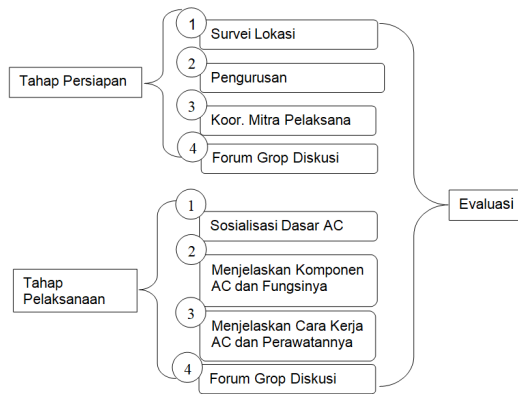 Tahap Persiapan
1
Survei Lokasi
2
Pengurusan
3
Koor. Mitra Pelaksana
4
Forum Grop Diskusi
Tahap
Pelaksanaan
1
Sosialisasi Dasar AC
2
Menjelaskan Komponen
AC dan Fungsinya
3
Menjelaskan Cara Kerja
AC dan Perawatannya
4
Forum Grop Diskusi
Evaluasi